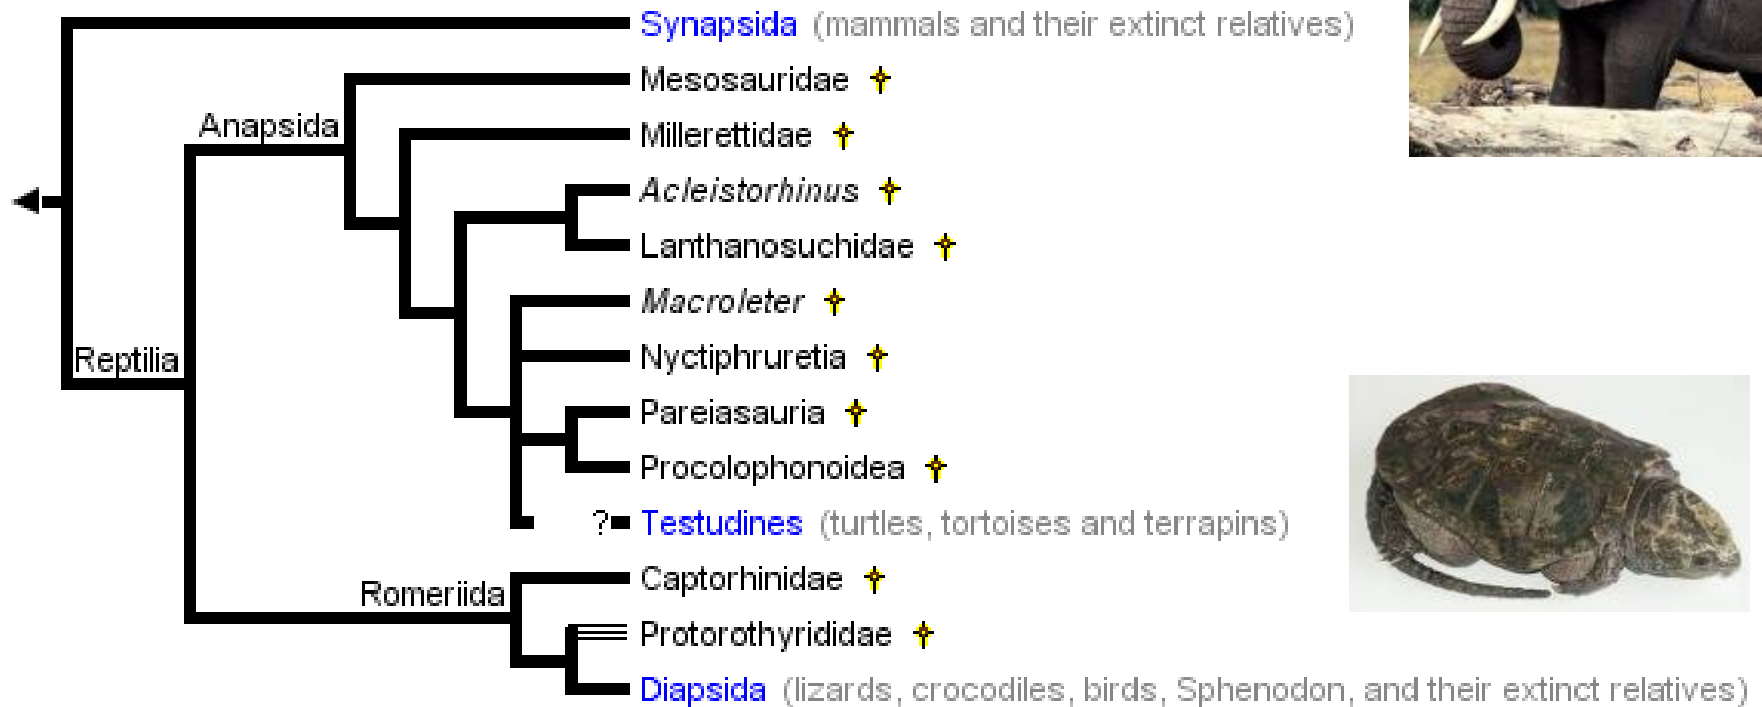 Synapsida (mammals and their extinct relatives)
Mesosauridae †
Anapsida
Millerettidae †
Acleistorhinus †
Lanthanosuchidae †
Macroleter †
Reptilia
Nyctiphruretia †
Pareiasauria †
Procolophonoidea †
? Testudines (turtles, tortoises and terrapins)
Captorhinidae †
Romeriida
Protorothyrididae †
Diapsida (lizards, crocodiles, birds, Sphenodon, and their extinct relatives)